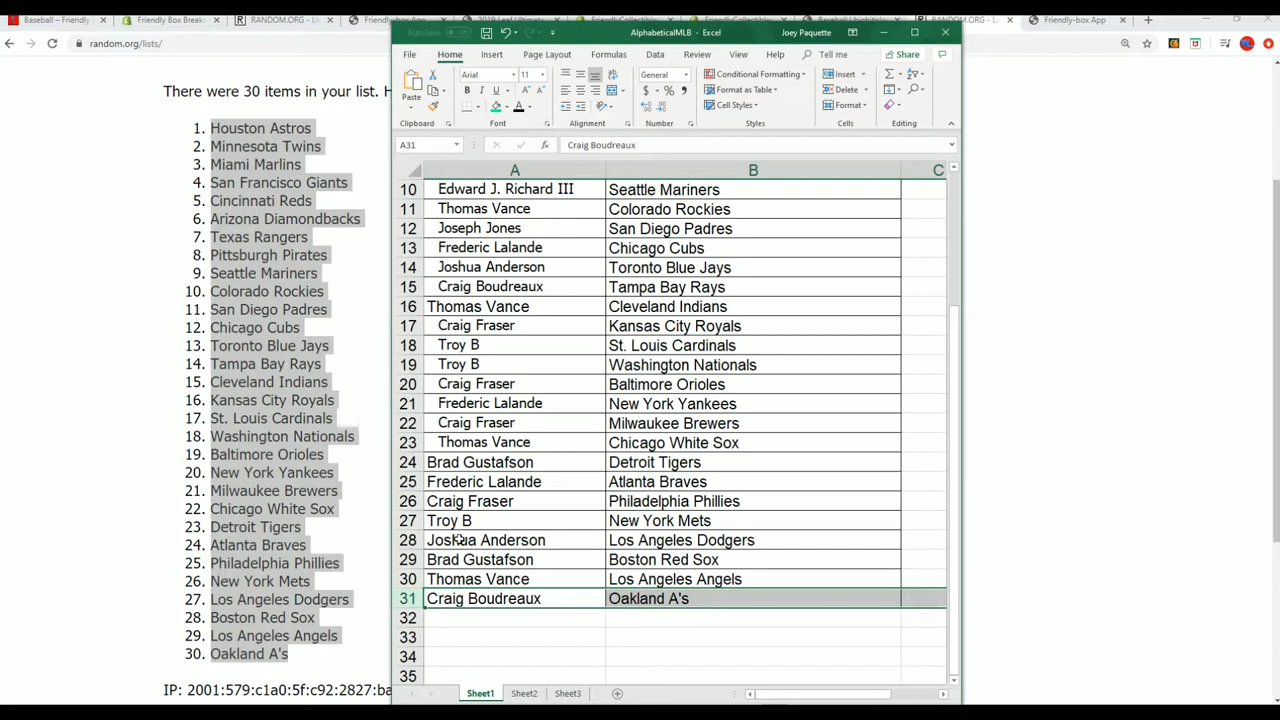 Baseball – Friendly
Friendly Box Breaks
RANDOM.ORG - Li
Friendly-box App
2019 Leaf Ultimate
RANDOM.ORG - Li
Friendly-box App
random.org/lists/
There were 30 items in your list. H
1. Houston Astros
2. Minnesota Twins
3. Miami Marlins
4. San Francisco Giants
5. Cincinnati Reds
6. Arizona Diamondbacks
7. Texas Rangers
8. Pittsburgh Pirates
9. Seattle Mariners
10. Colorado Rockies
11. San Diego Padres
12. Chicago Cubs
13. Toronto Blue Jays
14. Tampa Bay Rays
15. Cleveland Indians
16. Kansas City Royals
17. St. Louis Cardinals
18. Washington Nationals
19. Baltimore Orioles
20. New York Yankees
21. Milwaukee Brewers
22. Chicago White Sox
23. Detroit Tigers
24. Atlanta Braves
25. Philadelphia Phillies
26. New York Mets
27. Los Angeles Dodgers
28. Boston Red Sox
29. Los Angeles Angels
30. Oakland A's
IP: 2001:579:c1a0:5f:c92:2827:ba
AutoSave AlphabeticalMLB - Excel Joey Paquette
File Home Insert Page Layout Formulas Data Review View Help Tell me Share
Paste Arial 11 General Conditional Formatting Insert
B I U $ % Format as Table Delete
Cell Styles Format
Clipboard Font Alignment Number Styles Cells Editing
A31 fx Craig Boudreaux
A B C
10 Edward J. Richard III Seattle Mariners
11 Thomas Vance Colorado Rockies
12 Joseph Jones San Diego Padres
13 Frederic Lalande Chicago Cubs
14 Joshua Anderson Toronto Blue Jays
15 Craig Boudreaux Tampa Bay Rays
16 Thomas Vance Cleveland Indians
17 Craig Fraser Kansas City Royals
18 Troy B St. Louis Cardinals
19 Troy B Washington Nationals
20 Craig Fraser Baltimore Orioles
21 Frederic Lalande New York Yankees
22 Craig Fraser Milwaukee Brewers
23 Thomas Vance Chicago White Sox
24 Brad Gustafson Detroit Tigers
25 Frederic Lalande Atlanta Braves
26 Craig Fraser Philadelphia Phillies
27 Troy B New York Mets
28 Joshua Anderson Los Angeles Dodgers
29 Brad Gustafson Boston Red Sox
30 Thomas Vance Los Angeles Angels
31 Craig Boudreaux Oakland A's
32
33
34
35
Sheet1 Sheet2 Sheet3